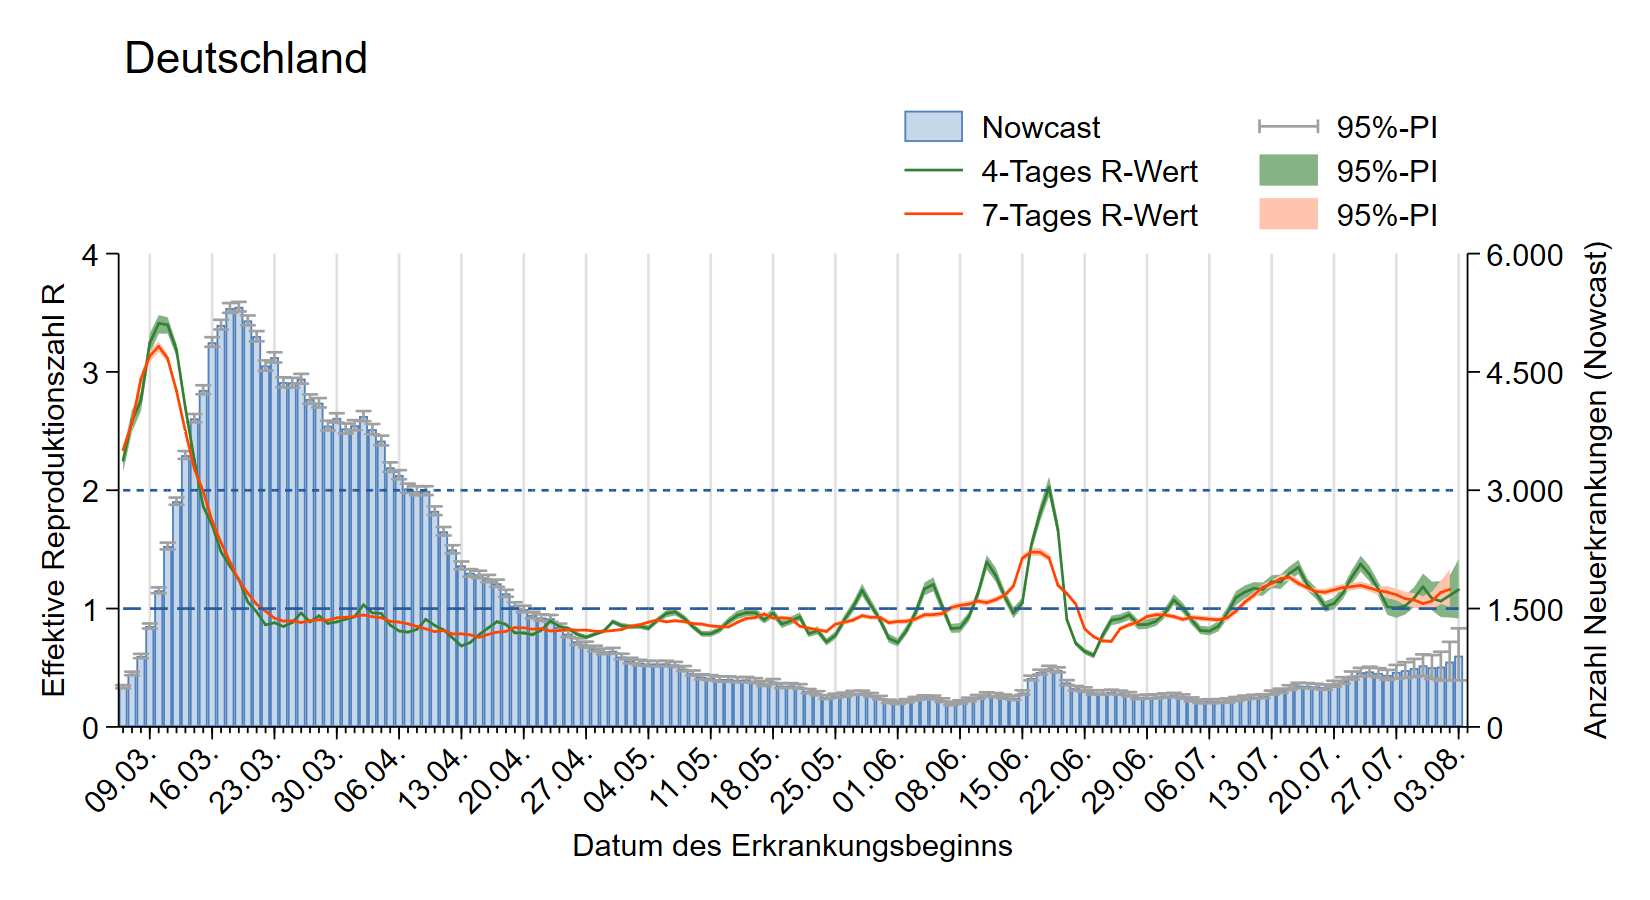 Deutschland
Nowcast 95%-PI
4-Tages R-Wert 95%-PI
7-Tages R-Wert 95%-PI
Effektive Reproduktionszahl R
4
3
2
1
0
6.000
4.500
3.000
1.500
0
Anzahl Neuerkrankungen (Nowcast)
09.03. 16.03. 23.03. 30.03. 06.04. 13.04. 20.04. 27.04. 04.05. 11.05. 18.05. 25.05. 01.06. 08.06. 15.06. 22.06. 29.06. 06.07. 13.07. 20.07. 27.07. 03.08.
Datum des Erkrankungsbeginns